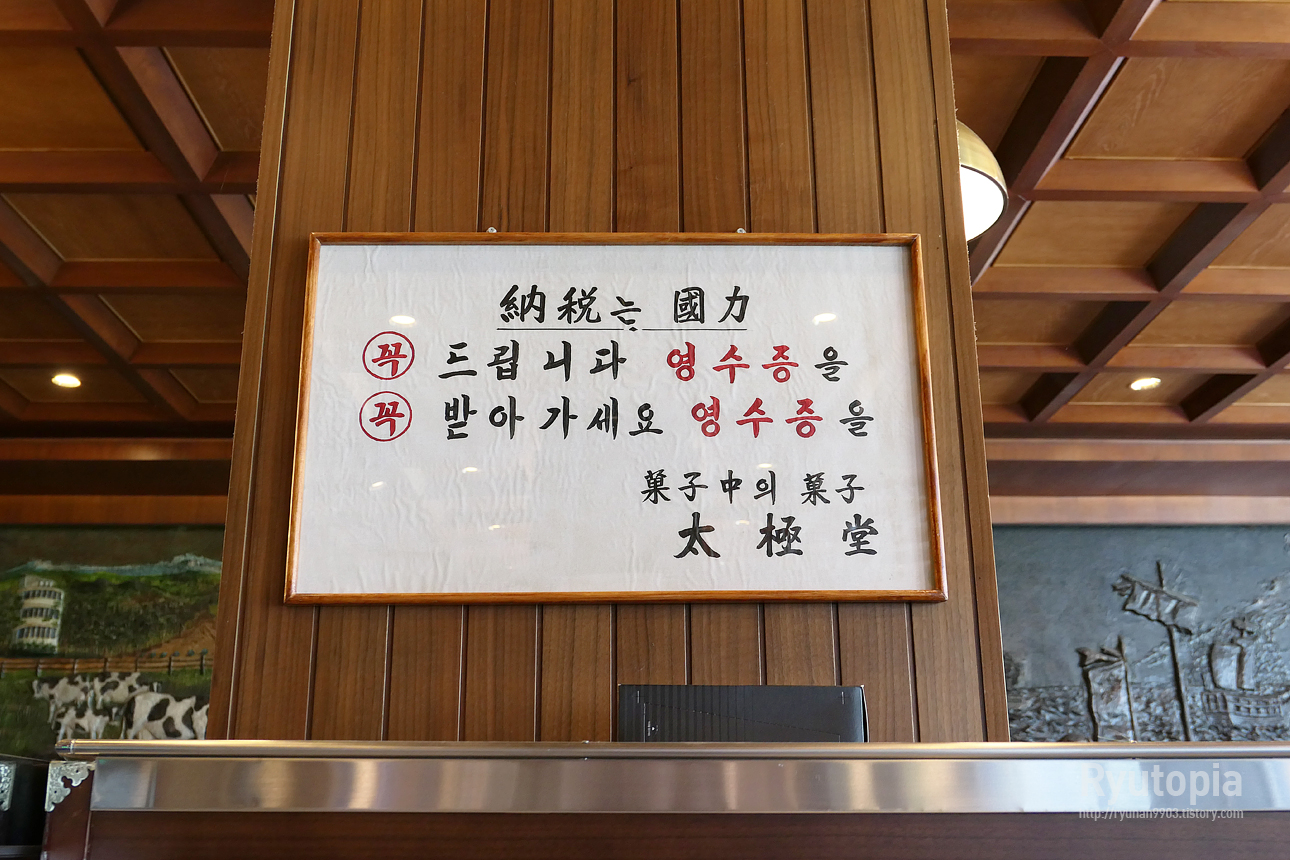 納税는 國力
꼭 드립니다 영수증을
꼭 받아가세요 영수증을
菓子中의 菓子
太極堂
Ryutopia
http://ryunan9903.tistory.com